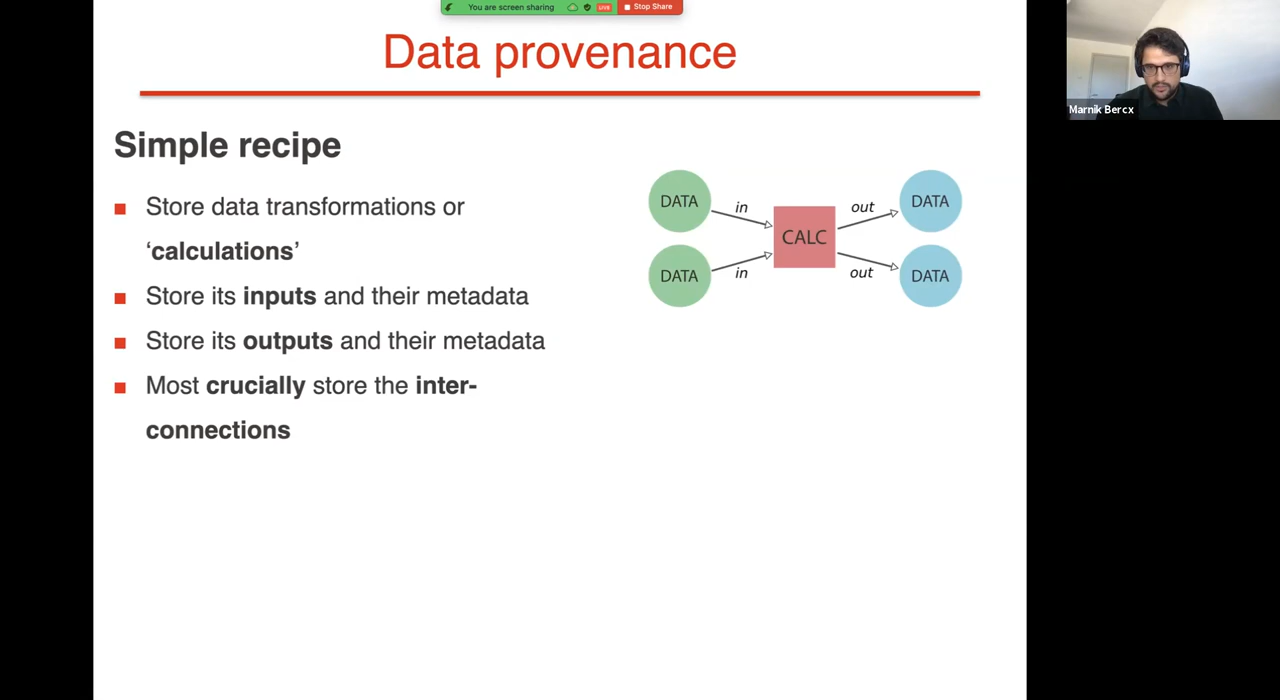 You are screen sharing
LIVE
Stop Share
Data provenance
Marnik Bercx
Simple recipe
Store data transformations or
‘calculations’
Store its inputs and their metadata
Store its outputs and their metadata
Most crucially store the inter-
connections
DATA
in
CALC
out
DATA
DATA
in
out
DATA